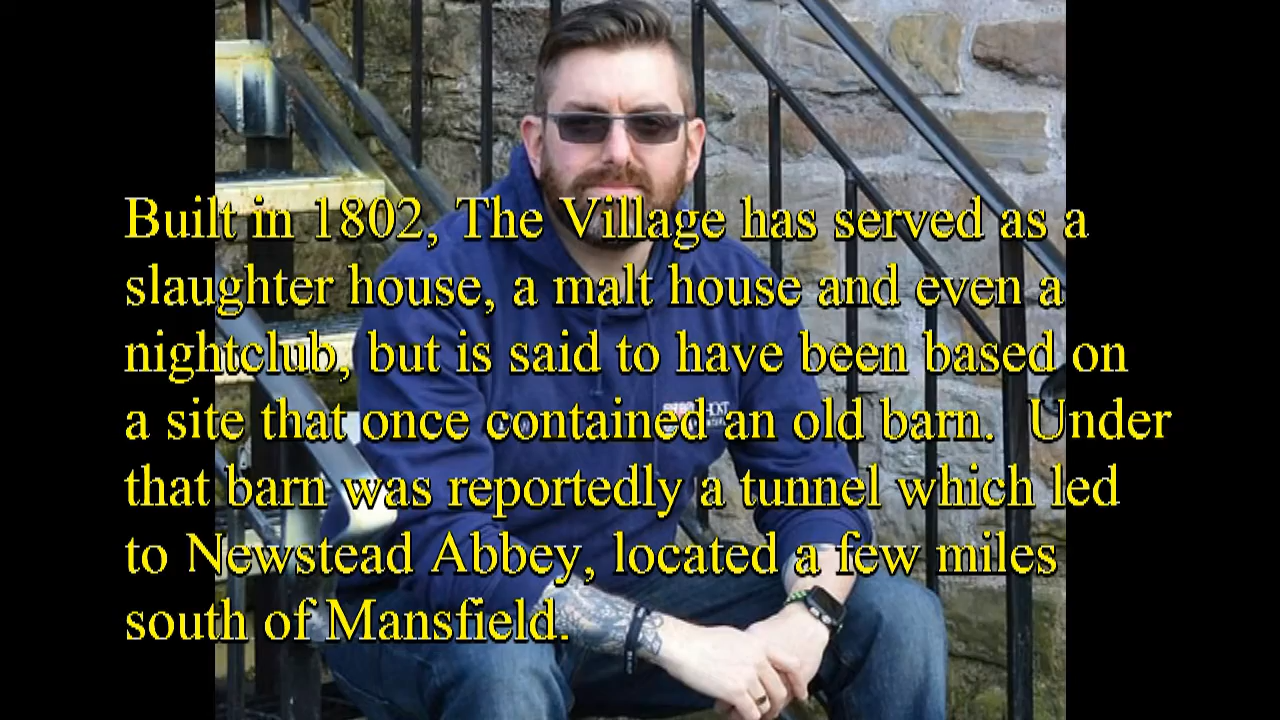 Built in 1802, The Village has served as a
slaughter house, a malt house and even a
nightclub, but is said to have been based on
a site that once contained an old barn.  Under
that barn was reportedly a tunnel which led
to Newstead Abbey, located a few miles
south of Mansfield.